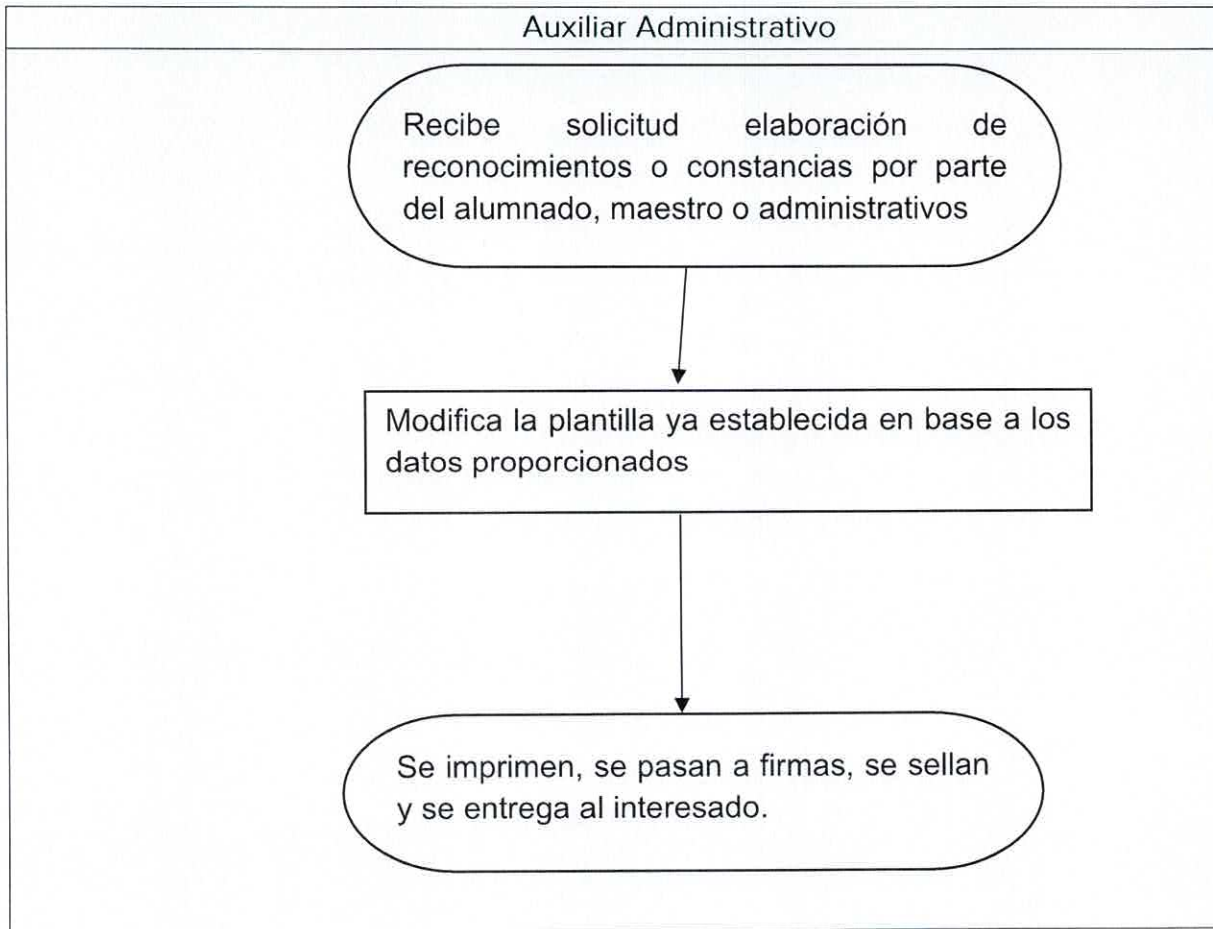 Auxiliar Administrativo
Recibe solicitud elaboración de
reconocimientos o constancias por parte
del alumnado, maestro o administrativos
Modifica la plantilla ya establecida en base a los
datos proporcionados
Se imprimen, se pasan a firmas, se sellan
y se entrega al interesado.